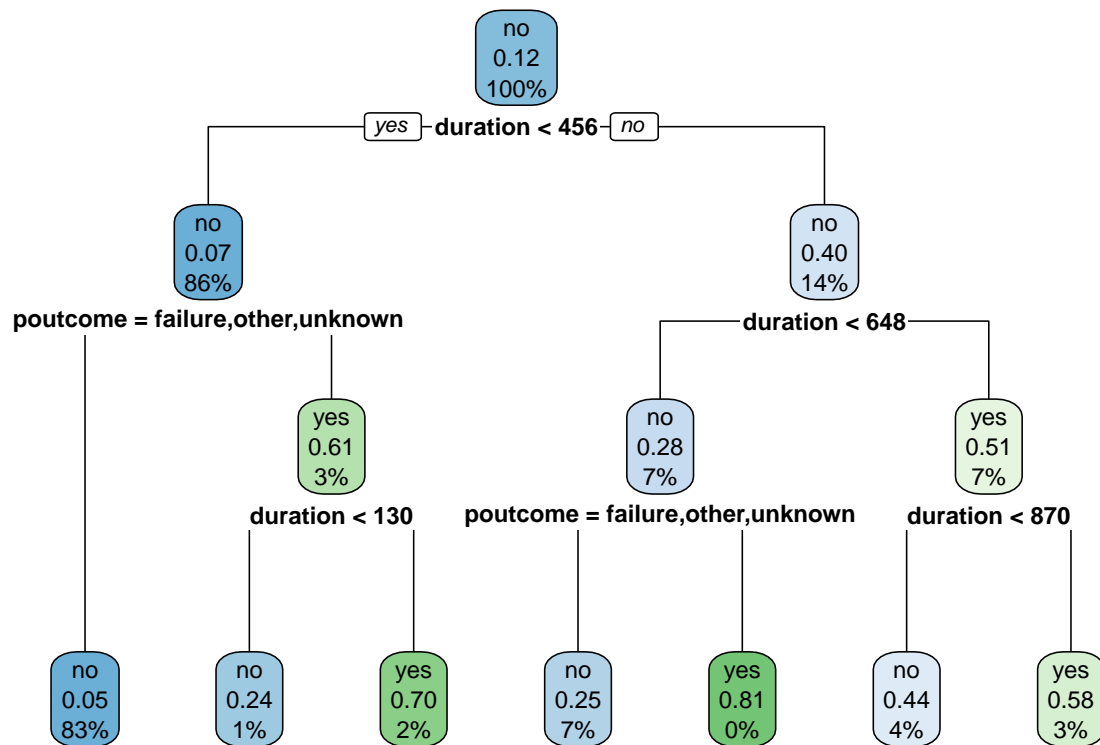 no
0.12
100%
yes duration < 456 no
no
0.07
86%
no
0.40
14%
poutcome = failure,other,unknown
duration < 648
yes
0.61
3%
no
0.28
7%
yes
0.51
7%
duration < 130
poutcome = failure,other,unknown
duration < 870
no
0.05
83%
no
0.24
1%
yes
0.70
2%
no
0.25
7%
yes
0.81
0%
no
0.44
4%
yes
0.58
3%